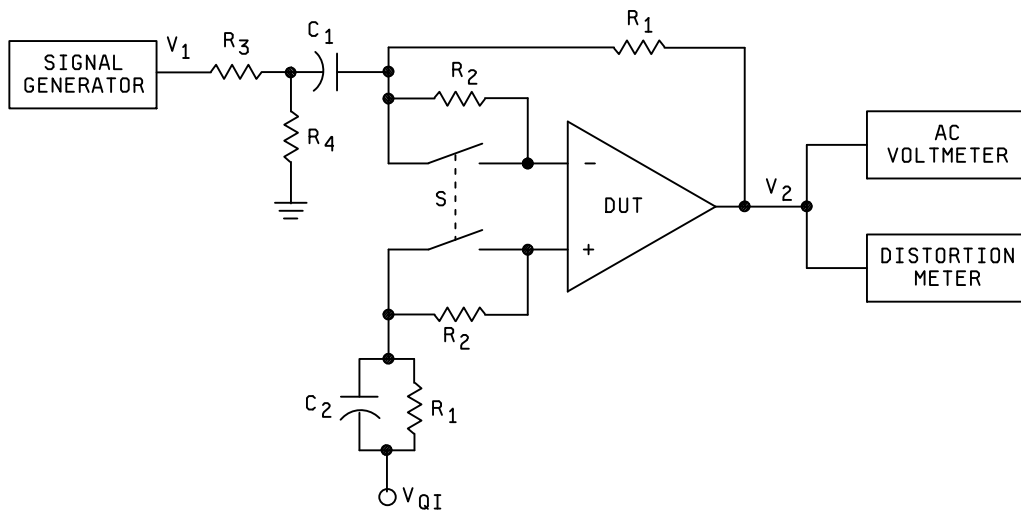 SIGNAL
GENERATOR
V1
R3
C1
R1
R2
R4
S
−
DUT
+
V2
AC
VOLTMETER
DISTORTION
METER
R2
C2
R1
VQI